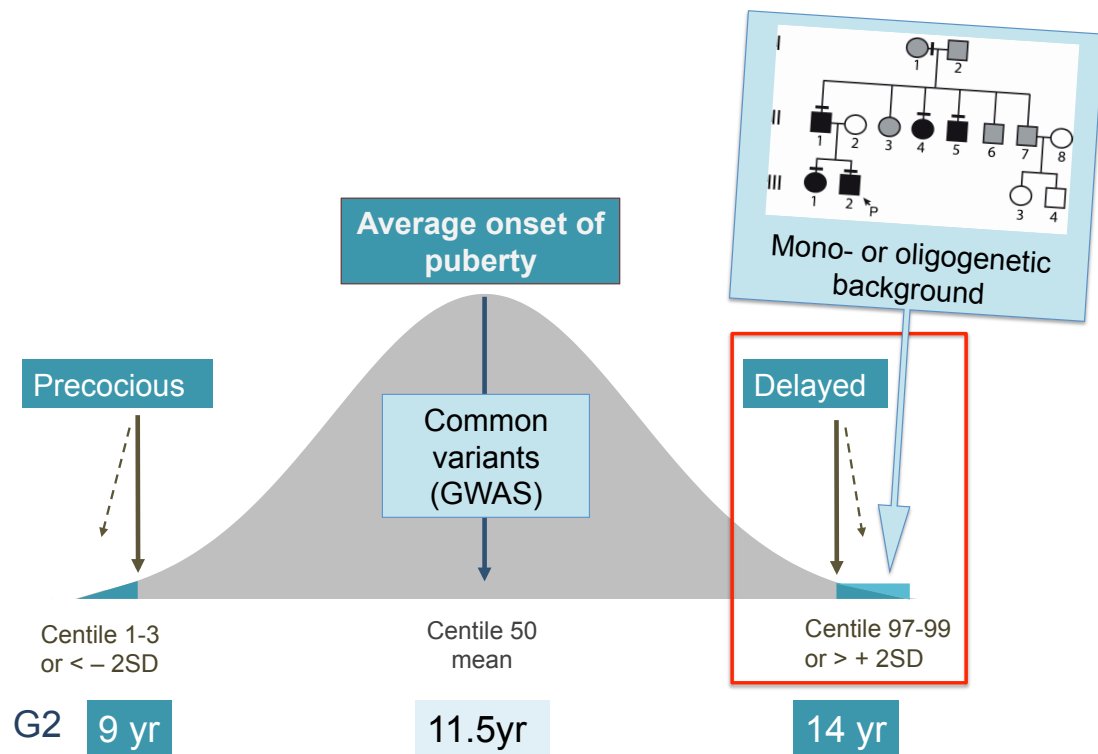 I
1 2
II
1 2 3 4 5 6 7 8
III
1 2 P 3 4
Mono- or oligogenetic
background
Average onset of
puberty
Precocious
Delayed
Common
variants
(GWAS)
Centile 1-3
or < – 2SD
Centile 50
mean
Centile 97-99
or > + 2SD
G2 9 yr 11.5yr 14 yr